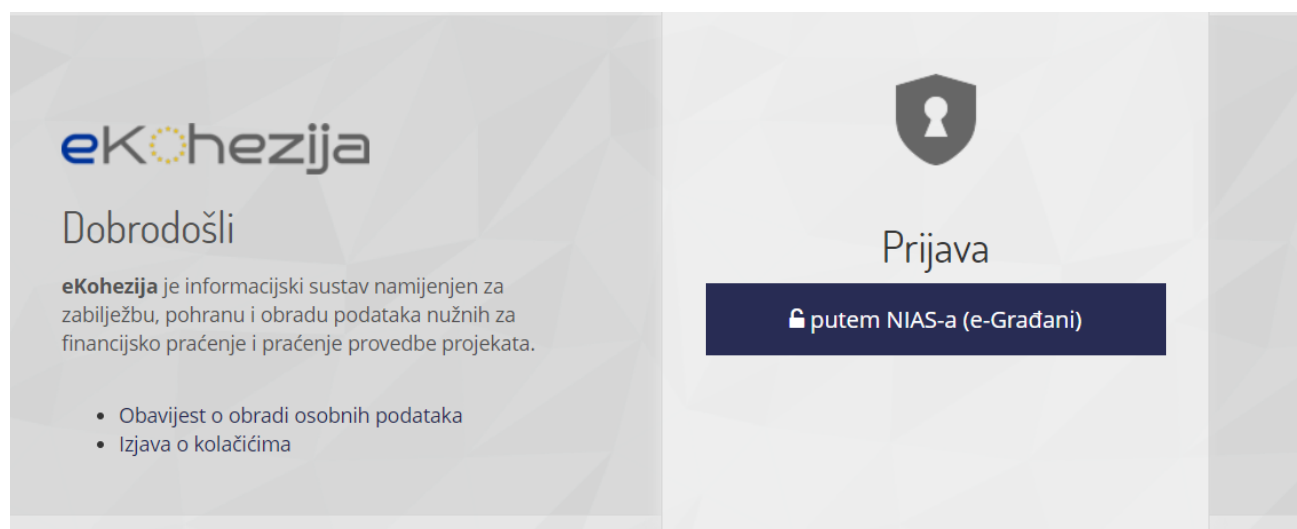 eKohezija
Dobrodošli
eKohezija je informacijski sustav namijenjen za
zabilježbu, pohranu i obradu podataka nužnih za
financijsko praćenje i praćenje provedbe projekata.
• Obavijest o obradi osobnih podataka
• Izjava o kolačićima
Prijava
putem NIAS-a (e-Građani)